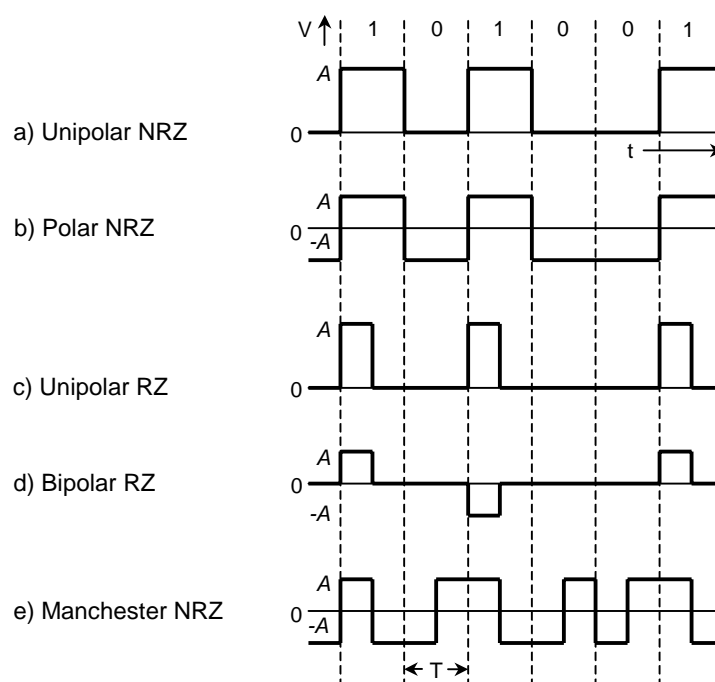 V 1 0 1 0 0 1
A
a) Unipolar NRZ
0
t
A
b) Polar NRZ
0
-A
A
c) Unipolar RZ
0
A
d) Bipolar RZ
0
-A
A
e) Manchester NRZ
0
-A
T